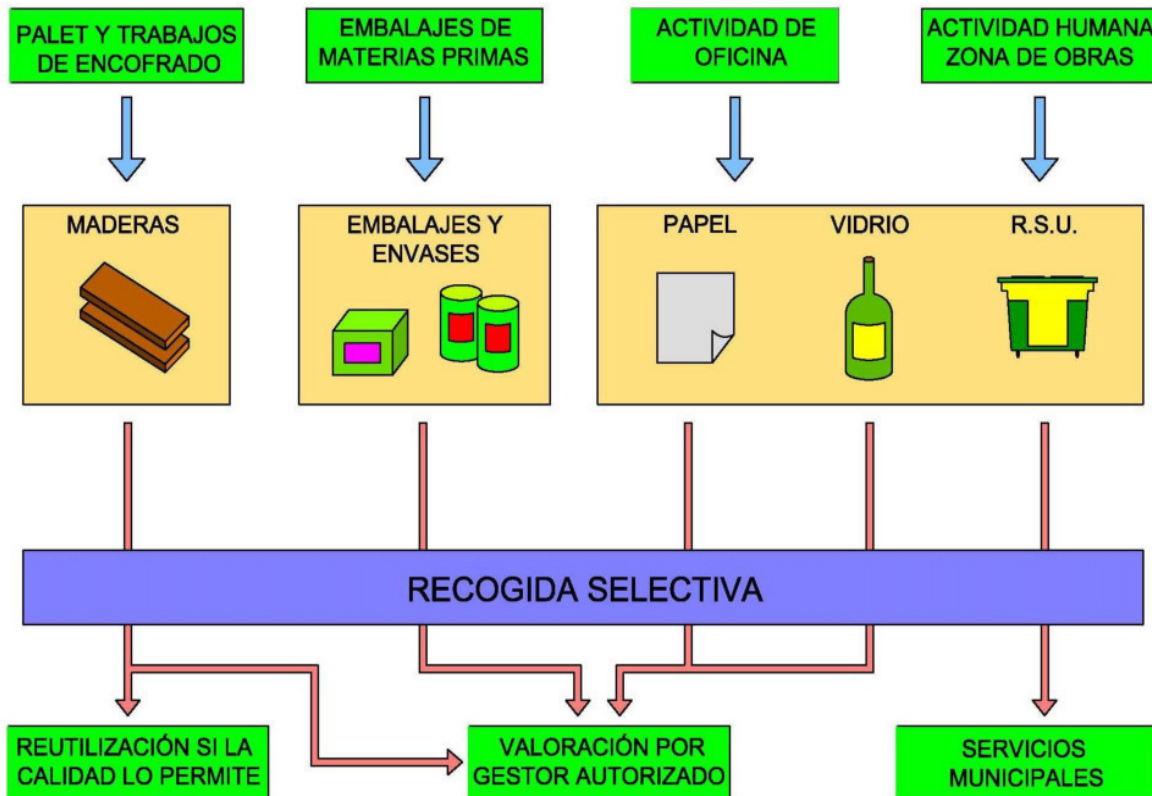 PALET Y TRABAJOS
DE ENCOFRADO
EMBALAJES DE
MATERIAS PRIMAS
ACTIVIDAD DE
OFICINA
ACTIVIDAD HUMANA
ZONA DE OBRAS
MADERAS
EMBALAJES Y
ENVASES
PAPEL
VIDRIO
R.S.U.
RECOGIDA SELECTIVA
REUTILIZACIÓN SI LA
CALIDAD LO PERMITE
VALORACIÓN POR
GESTOR AUTORIZADO
SERVICIOS
MUNICIPALES